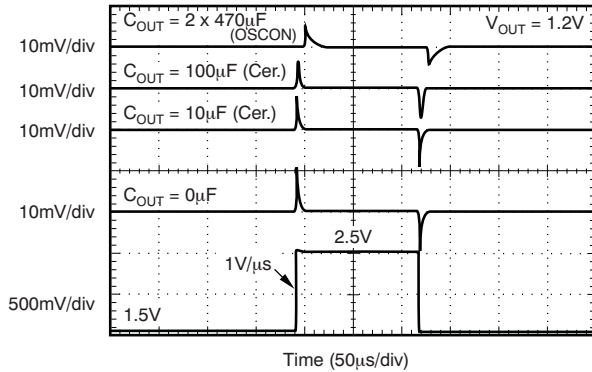 C_OUT = 2 x 470µF
(OSCON)
V_OUT = 1.2V
10mV/div
C_OUT = 100µF (Cer.)
10mV/div
C_OUT = 10µF (Cer.)
10mV/div
C_OUT = 0µF
10mV/div
2.5V
1V/µs
500mV/div
1.5V
Time (50µs/div)